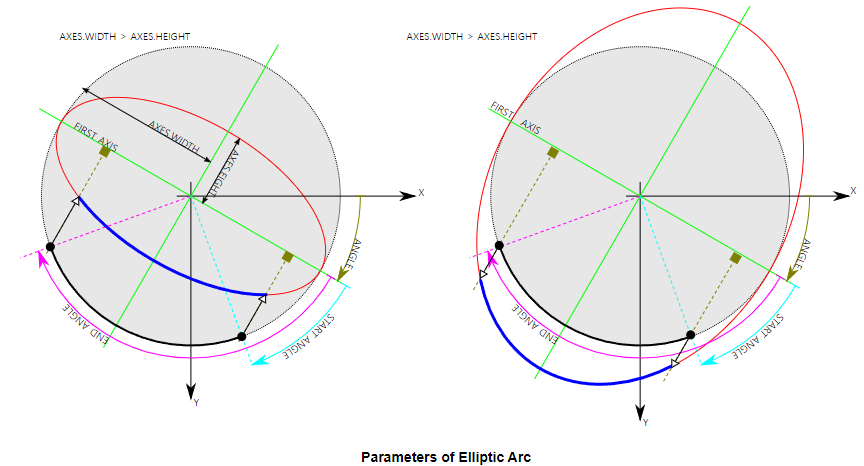 AXES.WIDTH > AXES.HEIGHT
AXES.WIDTH > AXES.HEIGHT
FIRST AXIS
AXES.WIDTH
AXES.EIGHT
X
ANGLE
END ANGLE
START ANGLE
Y
FIRST AXIS
X
ANGLE
END ANGLE
START ANGLE
Y
Parameters of Elliptic Arc